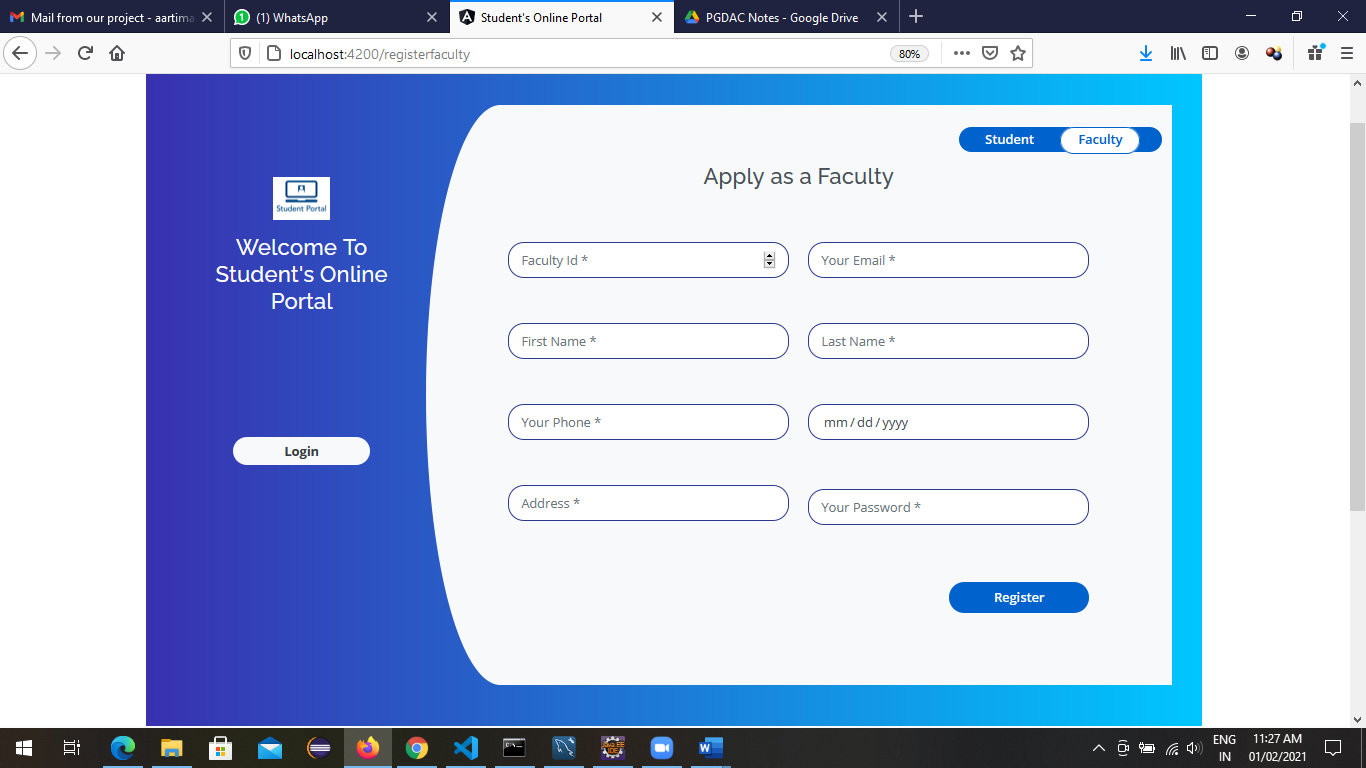 Mail from our project - aartima
(1) WhatsApp
Student's Online Portal
PGDAC Notes - Google Drive
localhost:4200/registerfaculty
80%
Student
Faculty
Apply as a Faculty
Student Portal
Welcome To
Student's Online
Portal
Login
Faculty Id *
Your Email *
First Name *
Last Name *
Your Phone *
mm / dd / yyyy
Address *
Your Password *
Register
ENG
IN
11:27 AM
01/02/2021